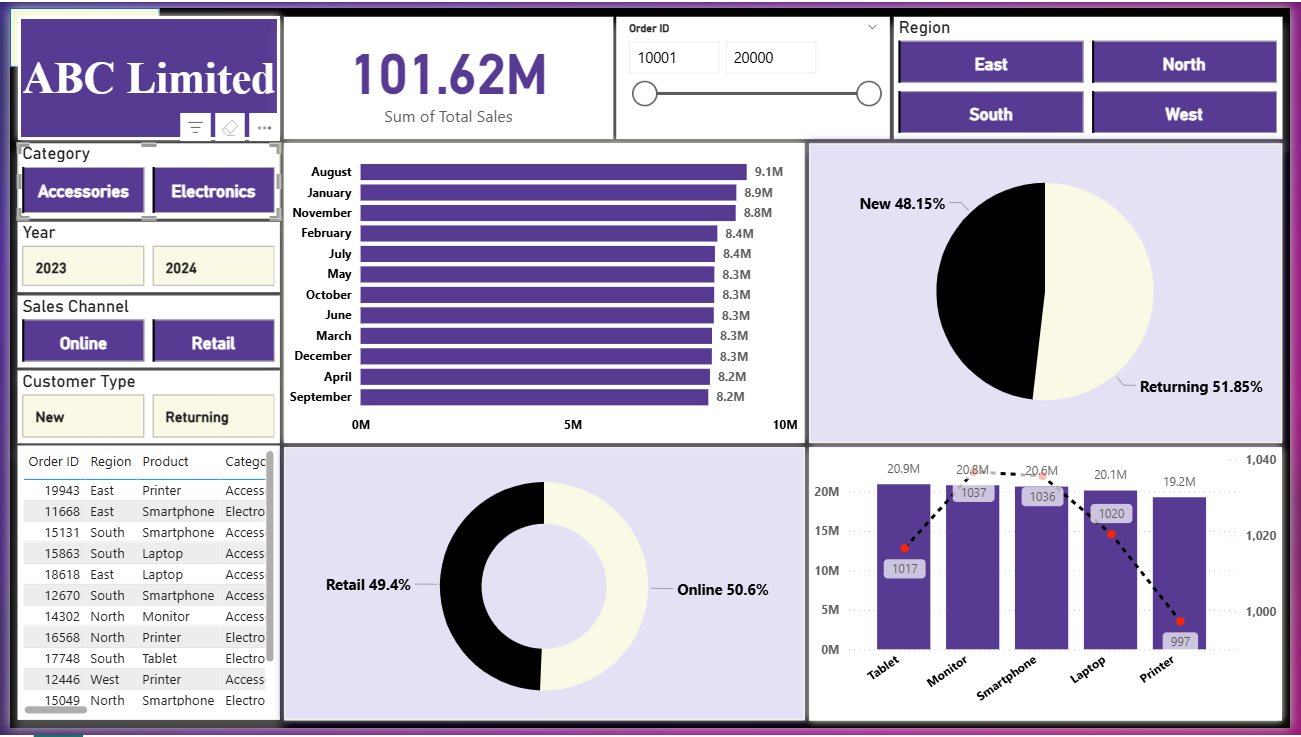 ABC Limited
101.62M
Sum of Total Sales
Order ID
10001 20000
Region
East North
South West
Category
Accessories Electronics
Year
2023 2024
Sales Channel
Online Retail
Customer Type
New Returning
August 9.1M
January 8.9M
November 8.8M
February 8.4M
July 8.4M
May 8.3M
October 8.3M
June 8.3M
March 8.3M
December 8.3M
April 8.2M
September 8.2M
0M 5M 10M
New 48.15%
Returning 51.85%
Order ID Region Product Catego
19943 East Printer Access
11668 East Smartphone Electro
15131 South Smartphone Access
15863 South Laptop Access
18618 East Laptop Access
12670 South Smartphone Access
14302 North Monitor Access
16568 North Printer Electro
17748 South Tablet Electro
12446 West Printer Access
15049 North Smartphone Electro
Retail 49.4%
Online 50.6%
20.9M 20.8M 20.6M 20.1M 19.2M
1017 1037 1036 1020 997
20M
15M
10M
5M
0M
1,040
1,020
1,000
Tablet Monitor Smartphone Laptop Printer